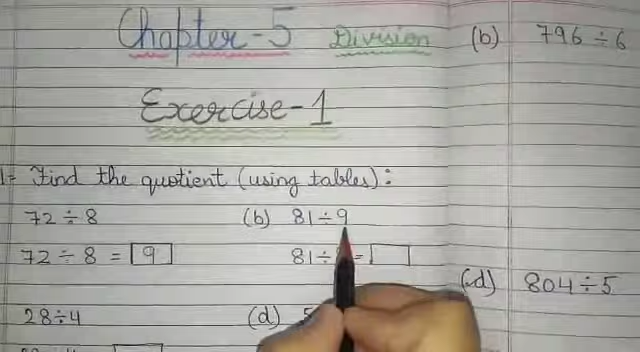 Chapter-5 Division
Exercise-1
1= Find the quotient (using tables):
72÷8 (b) 81÷9
72÷8 = 9 81÷ =
28÷4 (d) 5
(b) 796÷6
(d) 804÷5